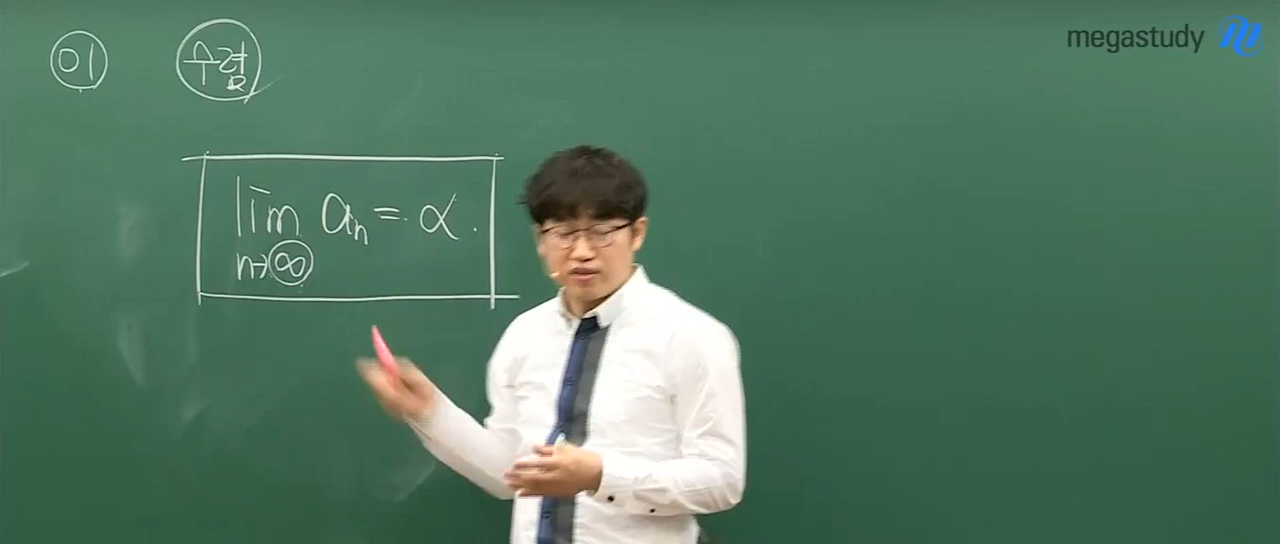 megastudy
01 수렴
lim aₙ = α.
n→∞